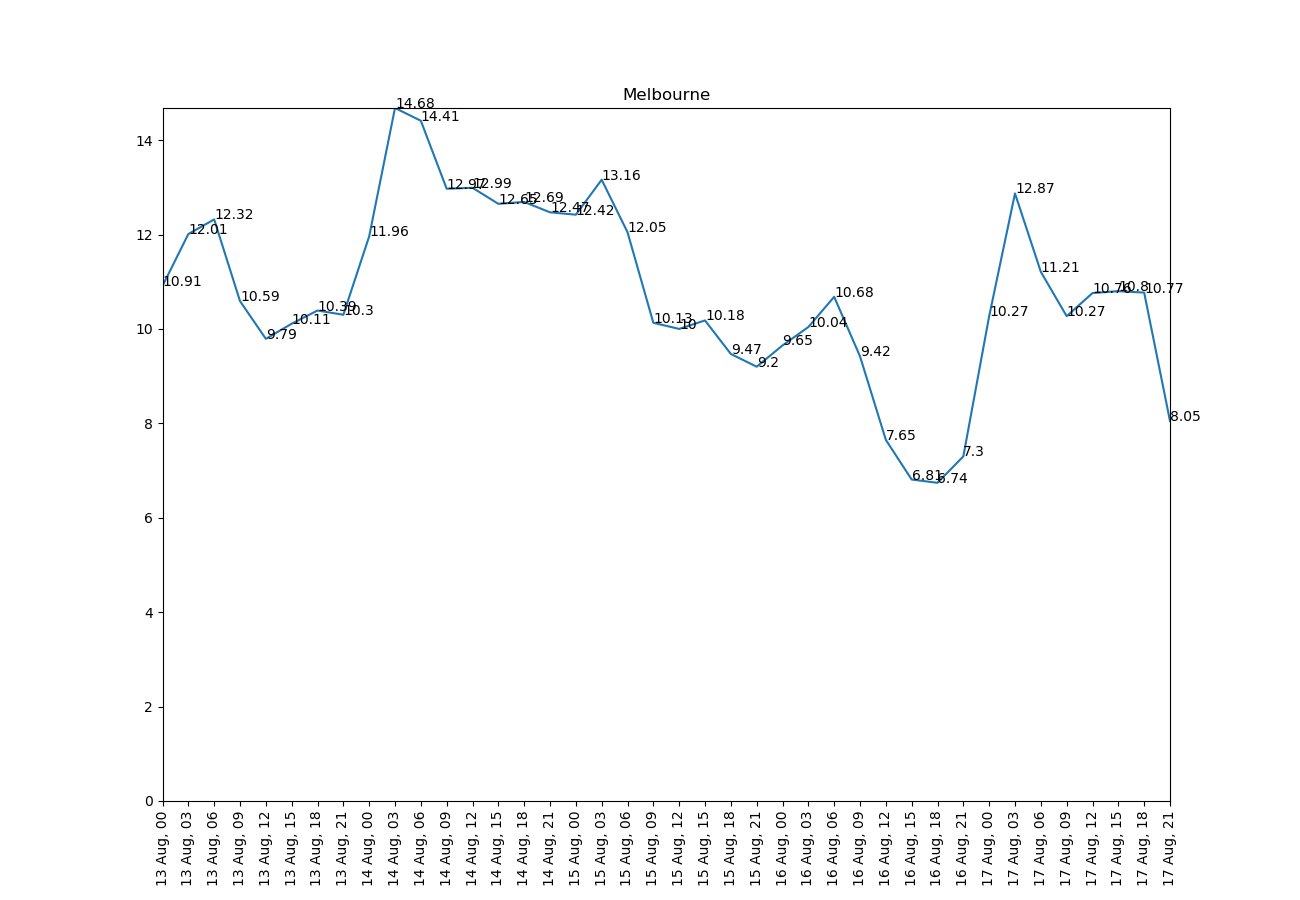 Melbourne
14
12
10
8
6
4
2
0
10.91
12.01
12.32
10.59
9.79
10.11
10.39
10.3
11.96
14.68
14.41
12.97
12.99
12.65
12.69
12.47
12.42
13.16
12.05
10.13
10
10.18
9.47
9.2
9.65
10.04
10.68
9.42
7.65
6.81
6.74
7.3
10.27
12.87
11.21
10.27
10.76
10.8
10.77
8.05
13 Aug, 00
13 Aug, 03
13 Aug, 06
13 Aug, 09
13 Aug, 12
13 Aug, 15
13 Aug, 18
13 Aug, 21
14 Aug, 00
14 Aug, 03
14 Aug, 06
14 Aug, 09
14 Aug, 12
14 Aug, 15
14 Aug, 18
14 Aug, 21
15 Aug, 00
15 Aug, 03
15 Aug, 06
15 Aug, 09
15 Aug, 12
15 Aug, 15
15 Aug, 18
15 Aug, 21
16 Aug, 00
16 Aug, 03
16 Aug, 06
16 Aug, 09
16 Aug, 12
16 Aug, 15
16 Aug, 18
16 Aug, 21
17 Aug, 00
17 Aug, 03
17 Aug, 06
17 Aug, 09
17 Aug, 12
17 Aug, 15
17 Aug, 18
17 Aug, 21